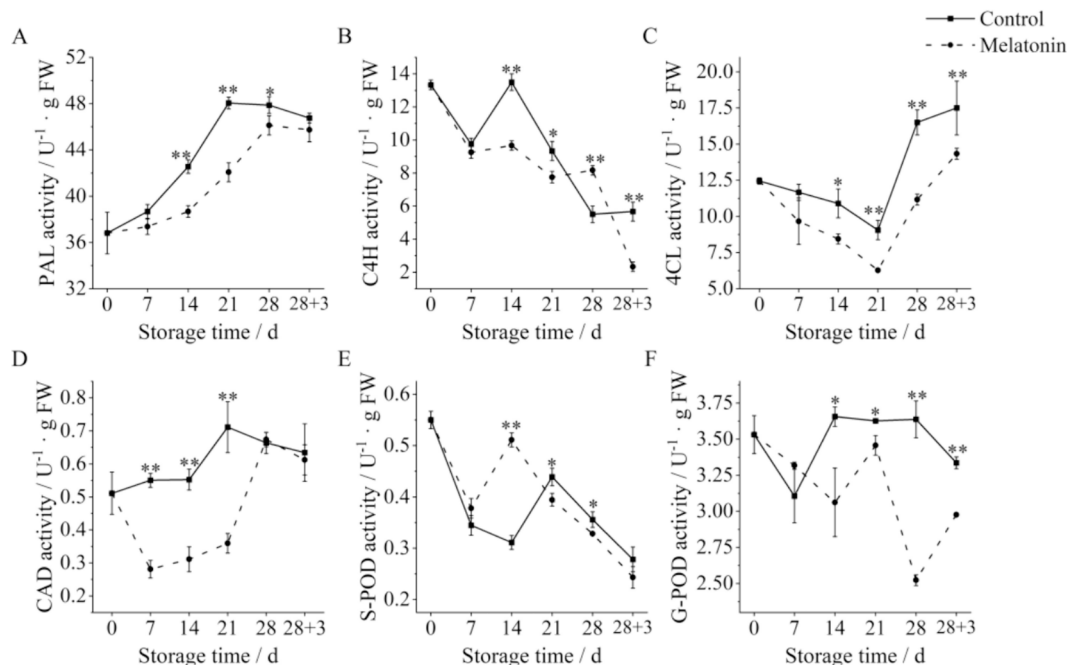 Control
Melatonin
A
PAL activity / U⁻¹ · g FW
52
48
44
40
36
32
**
**
*
0 7 14 21 28 28+3
Storage time / d
B
C4H activity / U⁻¹ · g FW
14
12
10
8
6
4
2
**
*
**
**
0 7 14 21 28 28+3
Storage time / d
C
4CL activity / U⁻¹ · g FW
20.0
17.5
15.0
12.5
10.0
7.5
5.0
*
**
**
**
0 7 14 21 28 28+3
Storage time / d
D
CAD activity / U⁻¹ · g FW
0.8
0.7
0.6
0.5
0.4
0.3
0.2
**
**
**
0 7 14 21 28 28+3
Storage time / d
E
S-POD activity / U⁻¹ · g FW
0.6
0.5
0.4
0.3
0.2
**
*
*
0 7 14 21 28 28+3
Storage time / d
F
G-POD activity / U⁻¹ · g FW
3.75
3.50
3.25
3.00
2.75
2.50
*
*
**
**
0 7 14 21 28 28+3
Storage time / d